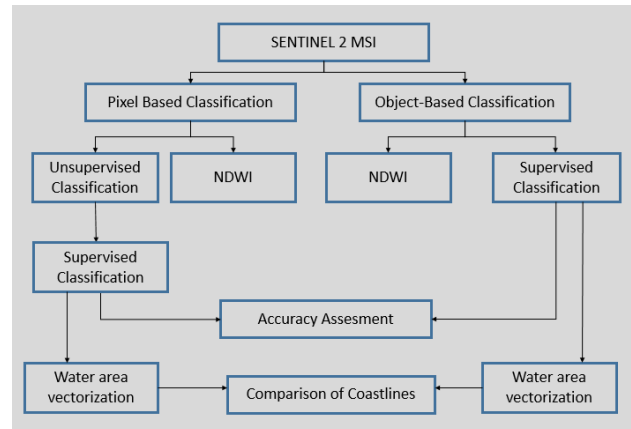 SENTINEL 2 MSI
Pixel Based Classification
Object-Based Classification
Unsupervised
Classification
NDWI
NDWI
Supervised
Classification
Supervised
Classification
Accuracy Assesment
Water area
vectorization
Comparison of Coastlines
Water area
vectorization